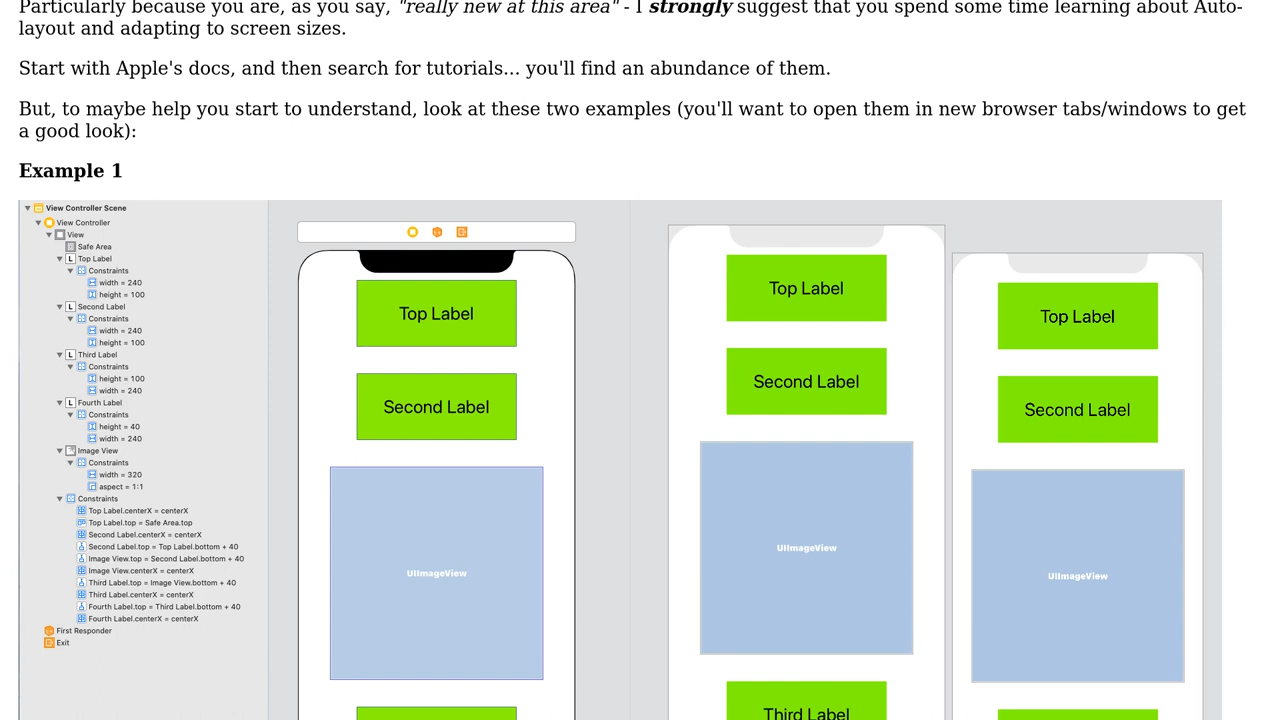 Particularly because you are, as you say, "really new at this area" - I strongly suggest that you spend some time learning about Auto-
layout and adapting to screen sizes.
Start with Apple's docs, and then search for tutorials... you'll find an abundance of them.
But, to maybe help you start to understand, look at these two examples (you'll want to open them in new browser tabs/windows to get
a good look):
Example 1
View Controller Scene
View Controller
View
Safe Area
L Top Label
Constraints
width = 240
height = 100
L Second Label
Constraints
width = 240
height = 100
L Third Label
Constraints
height = 100
width = 240
L Fourth Label
Constraints
height = 40
width = 240
Image View
Constraints
width = 320
aspect = 1:1
Constraints
Top Label.centerX = centerX
Top Label.top = Safe Area.top
Second Label.centerX = centerX
Second Label.top = Top Label.bottom + 40
Image View.top = Second Label.bottom + 40
Image View.centerX = centerX
Third Label.top = Image View.bottom + 40
Third Label.centerX = centerX
Fourth Label.top = Third Label.bottom + 40
Fourth Label.centerX = centerX
First Responder
Exit
Top Label
Second Label
UIImageView
Top Label
Second Label
UIImageView
Third Label
Top Label
Second Label
UIImageView